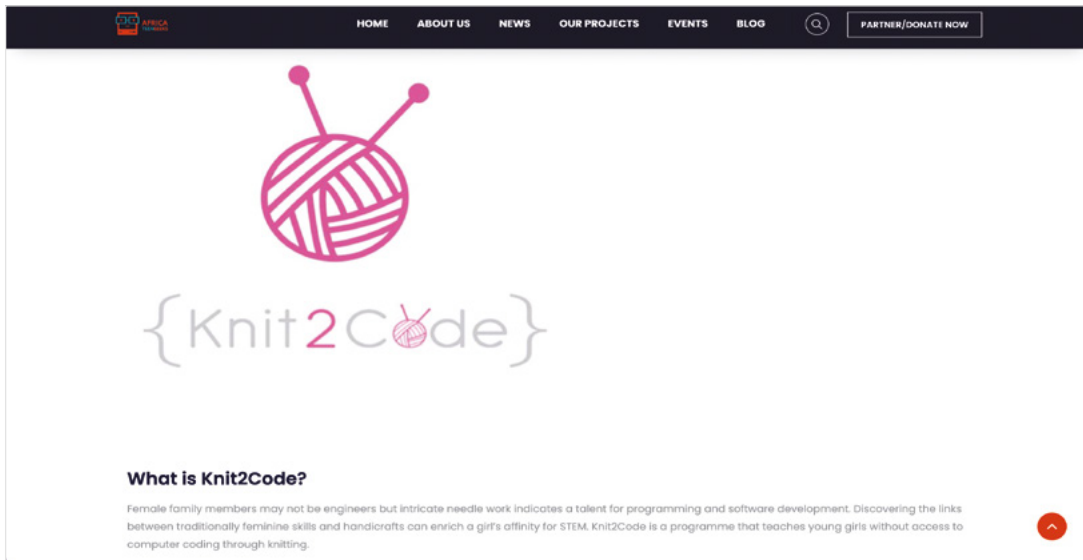 AFRICA
TECHGIRLS
HOME ABOUT US NEWS OUR PROJECTS EVENTS BLOG PARTNER/DONATE NOW
{Knit2Code}
What is Knit2Code?
Female family members may not be engineers but intricate needle work indicates a talent for programming and software development. Discovering the links
between traditionally feminine skills and handicrafts can enrich a girl's affinity for STEM. Knit2Code is a programme that teaches young girls without access to
computer coding through knitting.